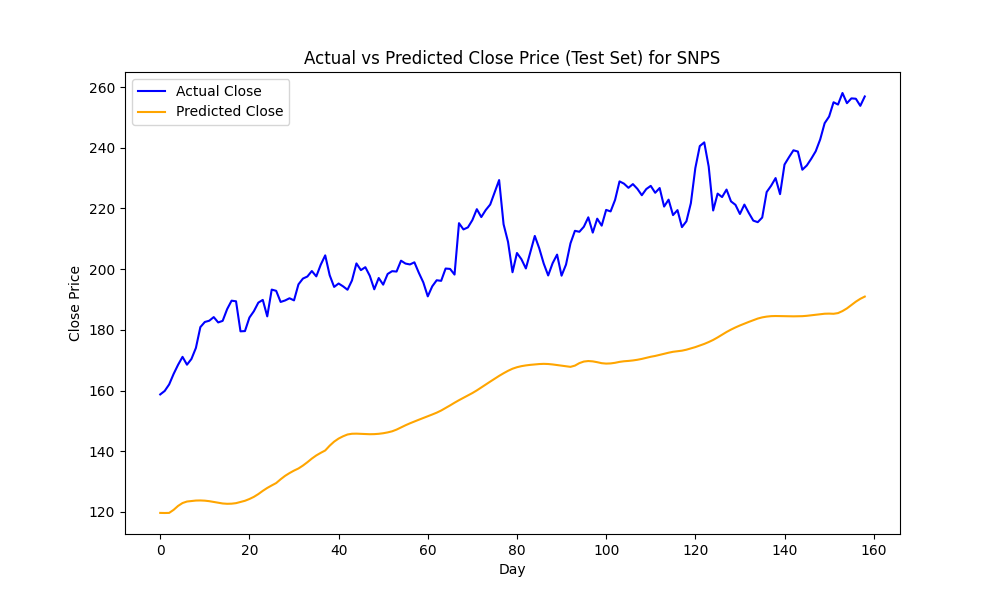 Actual vs Predicted Close Price (Test Set) for SNPS
Actual Close
Predicted Close
Close Price
260
240
220
200
180
160
140
120
0 20 40 60 80 100 120 140 160
Day